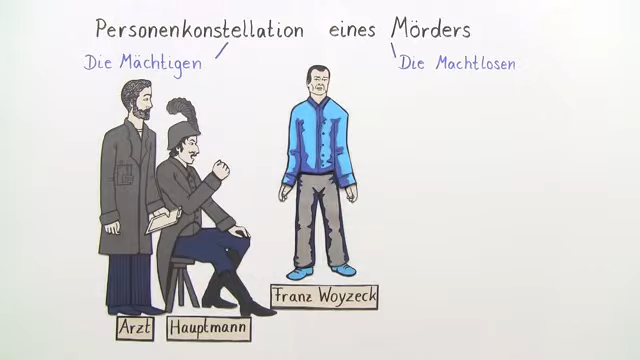 Personenkonstellation eines Mörders
Die Mächtigen
Die Machtlosen
Franz Woyzeck
Arzt
Hauptmann